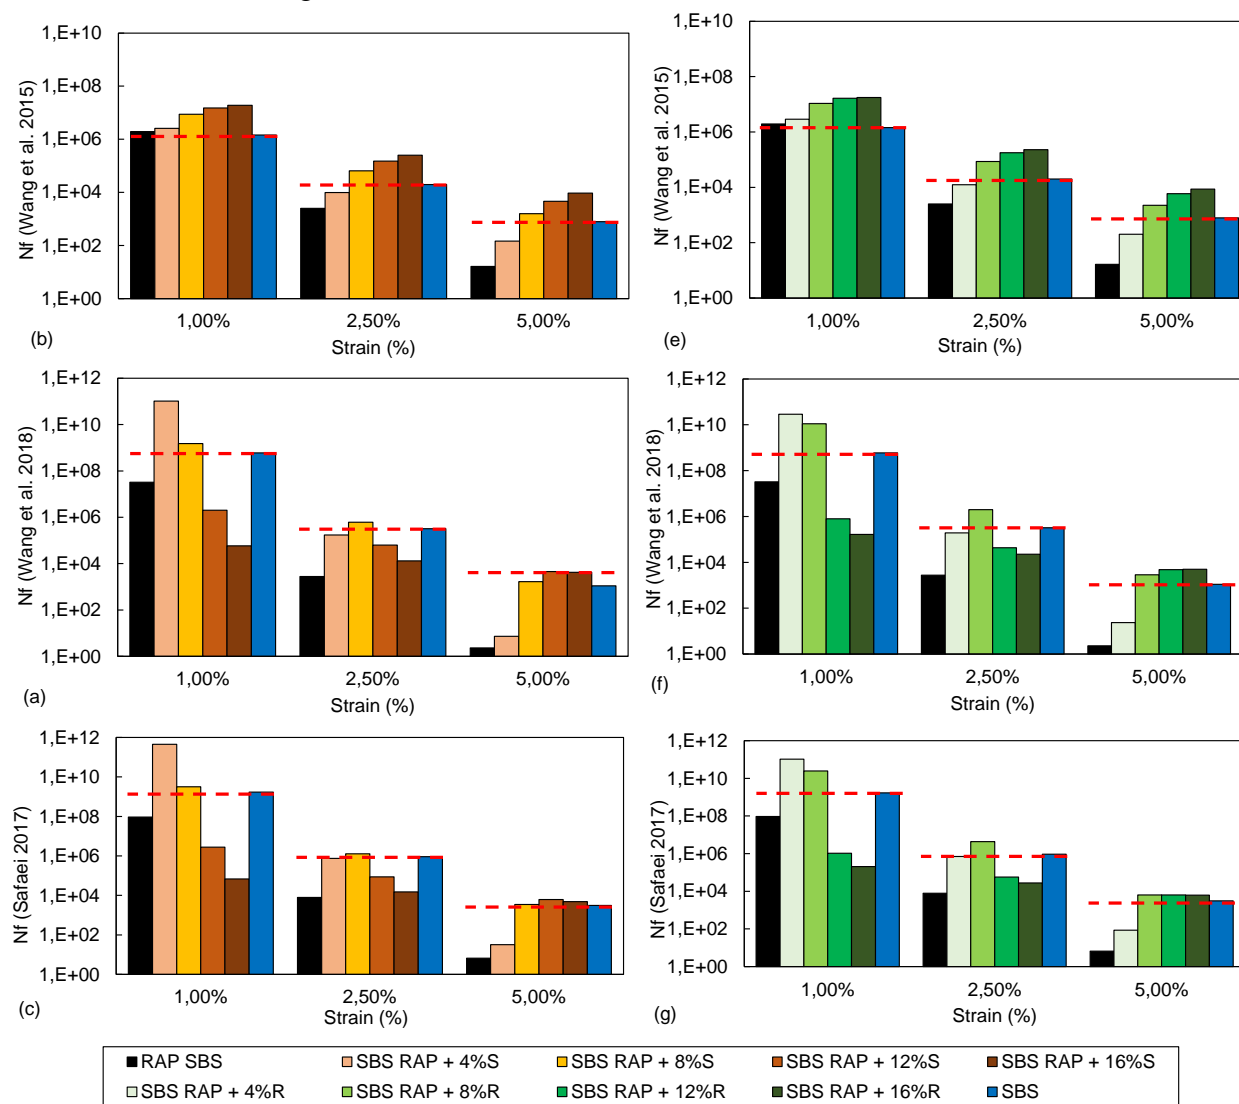 Nf (Wang et al. 2015)
1,E+10
1,E+08
1,E+06
1,E+04
1,E+02
1,E+00
1,00%
2,50%
5,00%
Strain (%)
(b)
Nf (Wang et al. 2015)
1,E+10
1,E+08
1,E+06
1,E+04
1,E+02
1,E+00
1,00%
2,50%
5,00%
Strain (%)
(e)
Nf (Wang et al. 2018)
1,E+12
1,E+10
1,E+08
1,E+06
1,E+04
1,E+02
1,E+00
1,00%
2,50%
5,00%
Strain (%)
(a)
Nf (Wang et al. 2018)
1,E+12
1,E+10
1,E+08
1,E+06
1,E+04
1,E+02
1,E+00
1,00%
2,50%
5,00%
Strain (%)
(f)
Nf (Safaei 2017)
1,E+12
1,E+10
1,E+08
1,E+06
1,E+04
1,E+02
1,E+00
1,00%
2,50%
5,00%
Strain (%)
(c)
Nf (Safaei 2017)
1,E+12
1,E+10
1,E+08
1,E+06
1,E+04
1,E+02
1,E+00
1,00%
2,50%
5,00%
Strain (%)
(g)
RAP SBS
SBS RAP + 4%S
SBS RAP + 8%S
SBS RAP + 12%S
SBS RAP + 16%S
SBS RAP + 4%R
SBS RAP + 8%R
SBS RAP + 12%R
SBS RAP + 16%R
SBS